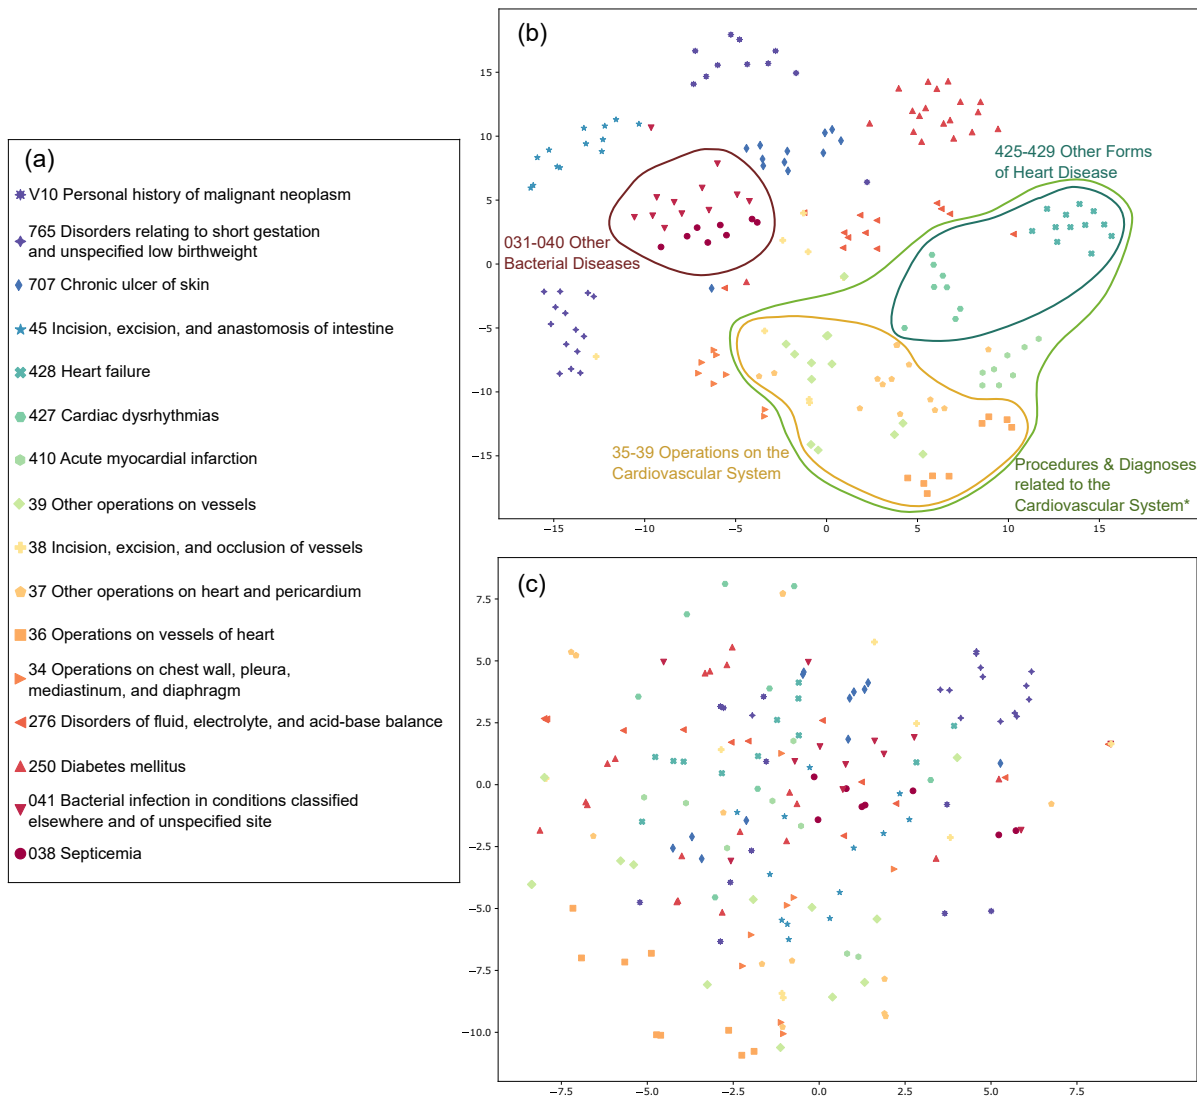 (a)
V10 Personal history of malignant neoplasm
765 Disorders relating to short gestation
and unspecified low birthweight
707 Chronic ulcer of skin
45 Incision, excision, and anastomosis of intestine
428 Heart failure
427 Cardiac dysrhythmias
410 Acute myocardial infarction
39 Other operations on vessels
38 Incision, excision, and occlusion of vessels
37 Other operations on heart and pericardium
36 Operations on vessels of heart
34 Operations on chest wall, pleura,
mediastinum, and diaphragm
276 Disorders of fluid, electrolyte, and acid-base balance
250 Diabetes mellitus
041 Bacterial infection in conditions classified
elsewhere and of unspecified site
038 Septicemia
(b)
15
10
5
0
−5
−10
−15
425-429 Other Forms
of Heart Disease
031-040 Other
Bacterial Diseases
35-39 Operations on the
Cardiovascular System
Procedures & Diagnoses
related to the
Cardiovascular System*
−15 −10 −5 0 5 10 15
(c)
7.5
5.0
2.5
0.0
−2.5
−5.0
−7.5
−10.0
−7.5 −5.0 −2.5 0.0 2.5 5.0 7.5